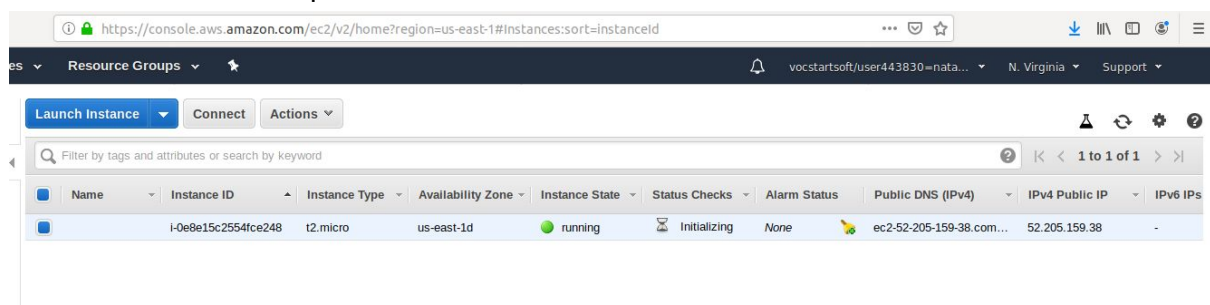 https://console.aws.amazon.com/ec2/v2/home?region=us-east-1#Instances:sort=instanceId
es Resource Groups vocstartsoft/user443830=nata... N. Virginia Support
Launch Instance Connect Actions
Filter by tags and attributes or search by keyword 1 to 1 of 1
Name Instance ID Instance Type Availability Zone Instance State Status Checks Alarm Status Public DNS (IPv4) IPv4 Public IP IPv6 IPs
i-0e8e15c2554fce248 t2.micro us-east-1d running Initializing None ec2-52-205-159-38.com... 52.205.159.38 -